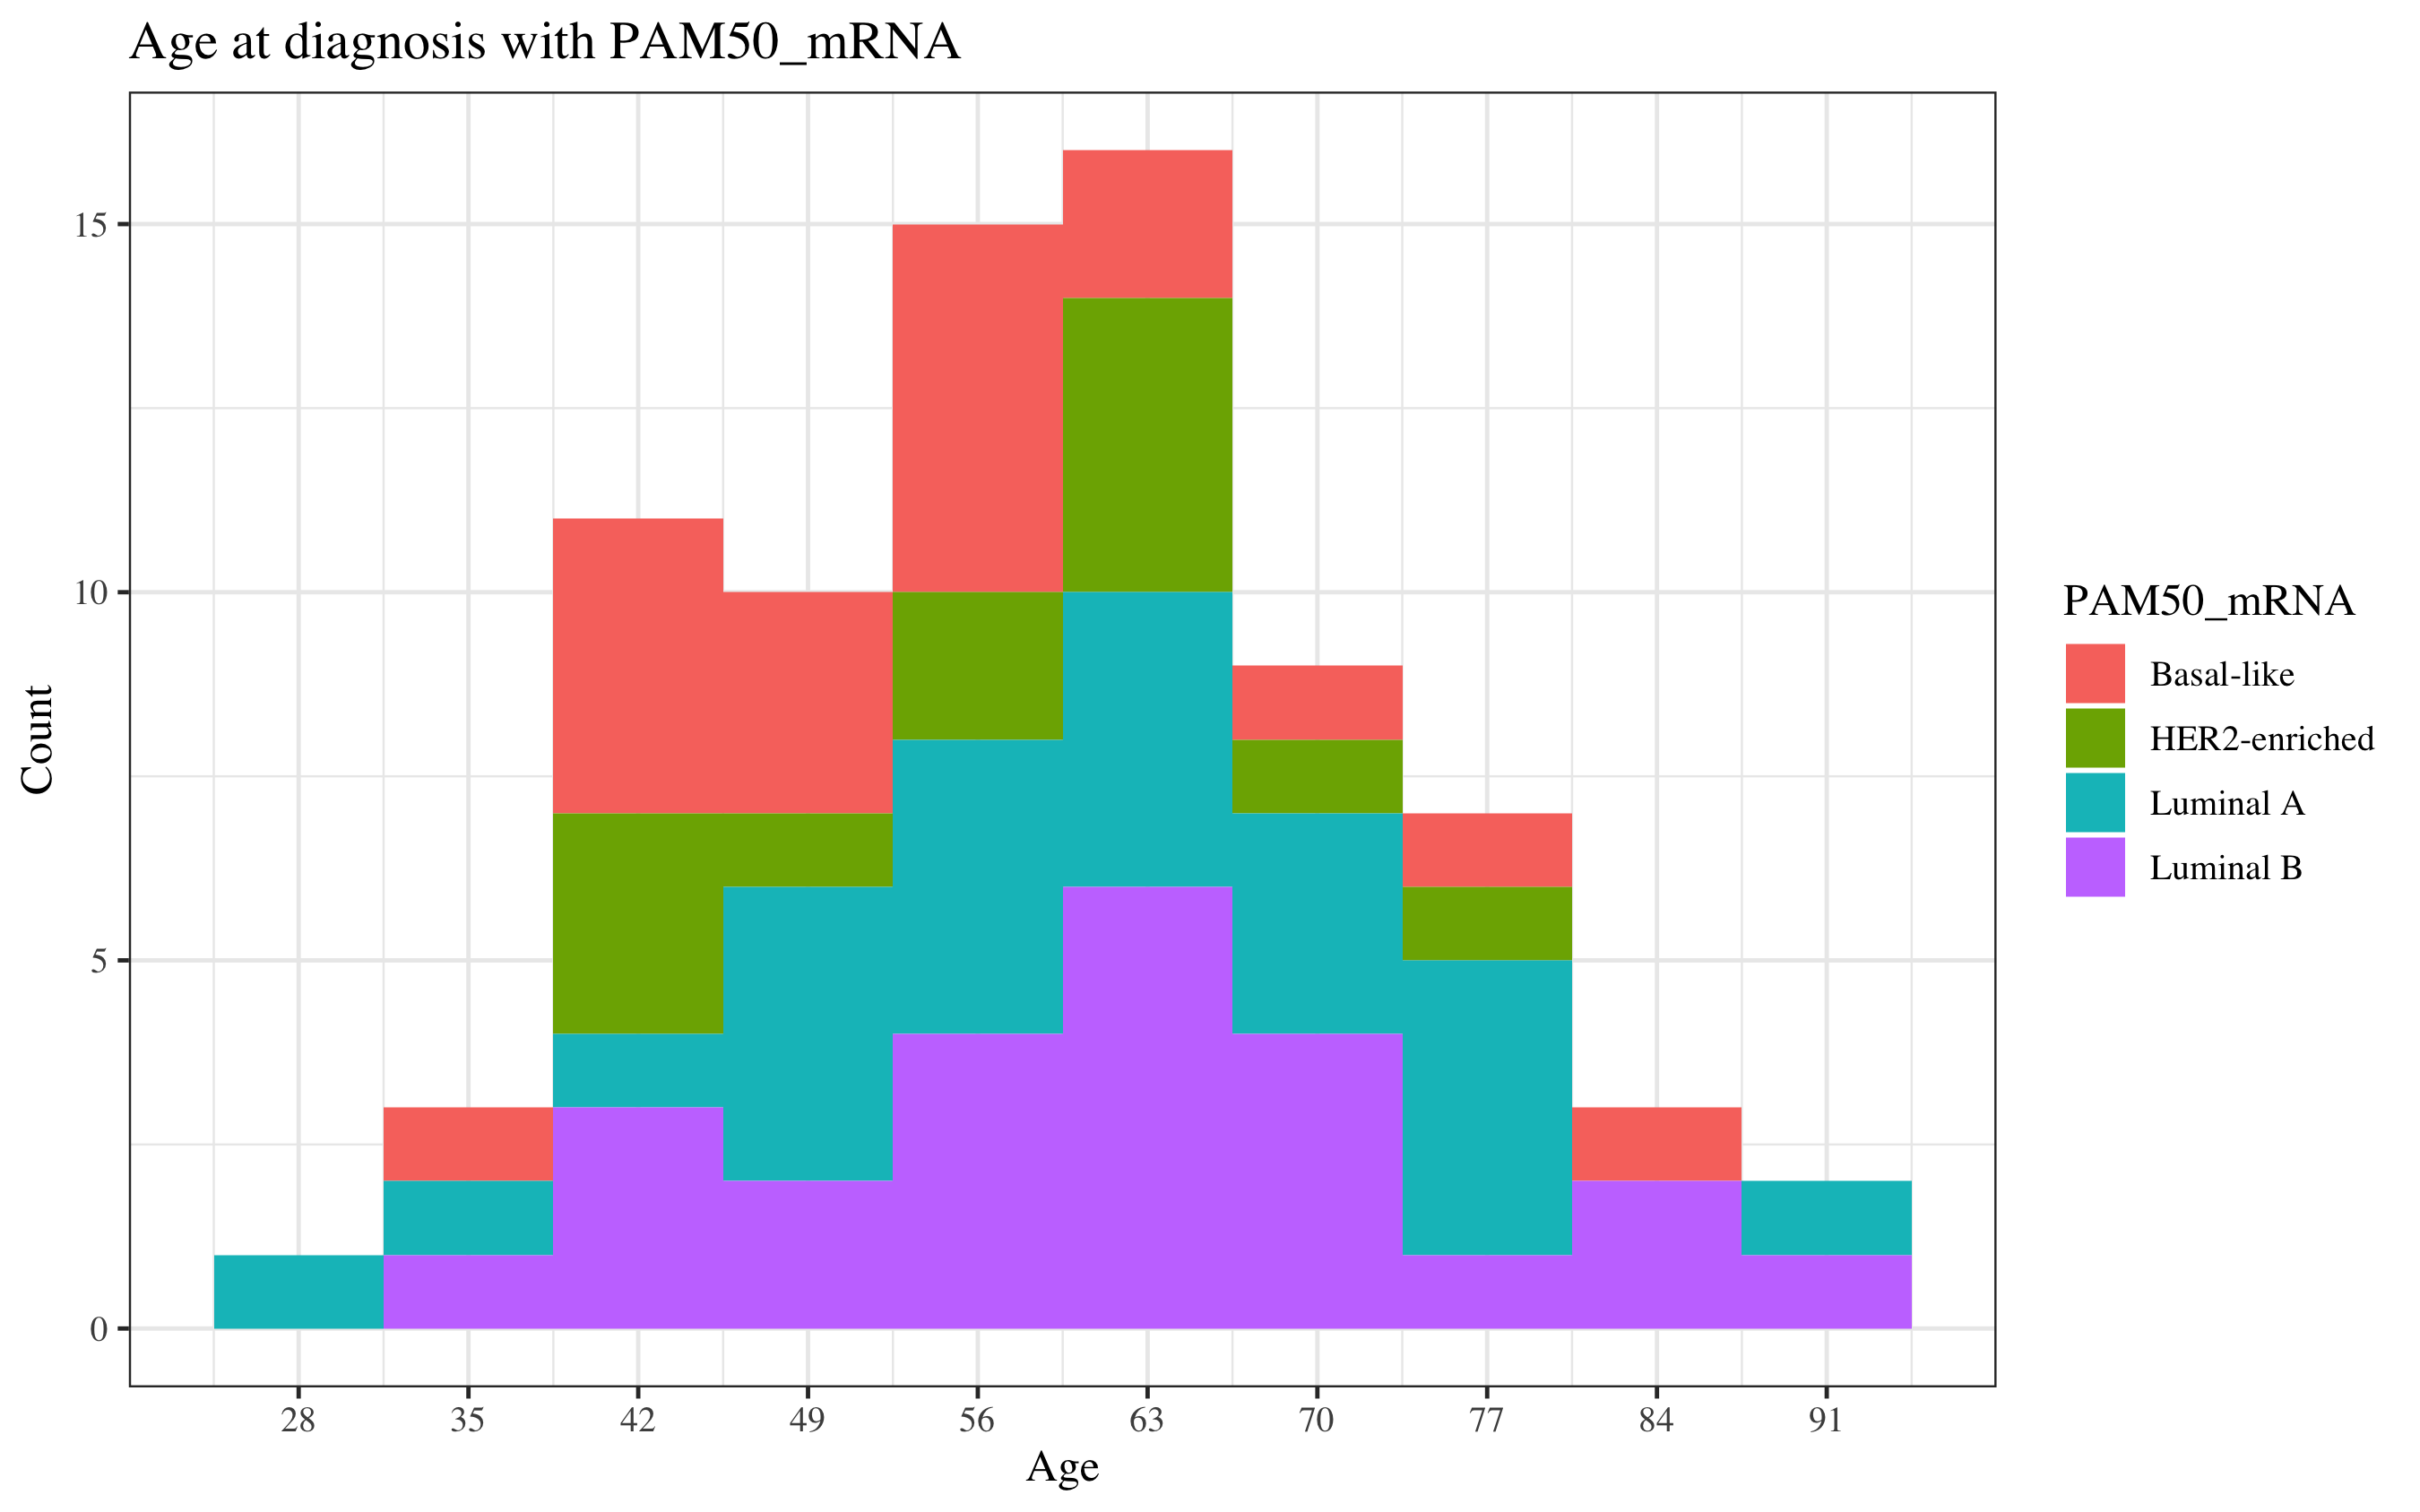 Age at diagnosis with PAM50_mRNA
15
10
5
0
Count
28 35 42 49 56 63 70 77 84 91
Age
PAM50_mRNA
Basal-like
HER2-enriched
Luminal A
Luminal B